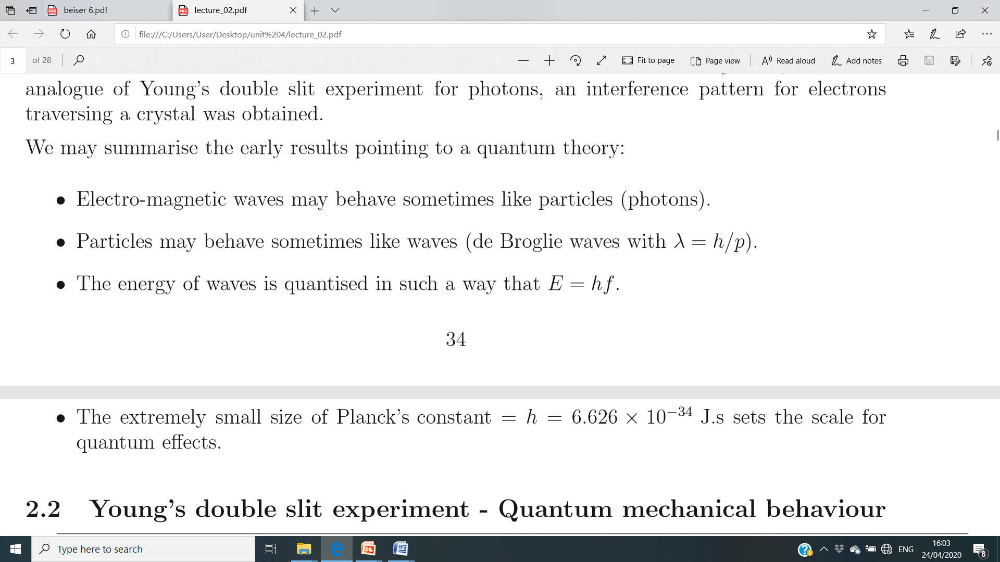 beiser 6.pdf
lecture_02.pdf
file:///C:/Users/User/Desktop/unit%204/lecture_02.pdf
3 of 28
Fit to page
Page view
Read aloud
Add notes
analogue of Young's double slit experiment for photons, an interference pattern for electrons
traversing a crystal was obtained.
We may summarise the early results pointing to a quantum theory:
• Electro-magnetic waves may behave sometimes like particles (photons).
• Particles may behave sometimes like waves (de Broglie waves with λ = h/p).
• The energy of waves is quantised in such a way that E = hf.
34
• The extremely small size of Planck's constant = h = 6.626 × 10⁻³⁴ J.s sets the scale for
quantum effects.
2.2 Young's double slit experiment - Quantum mechanical behaviour
Type here to search
ENG
16:03
24/04/2020
8